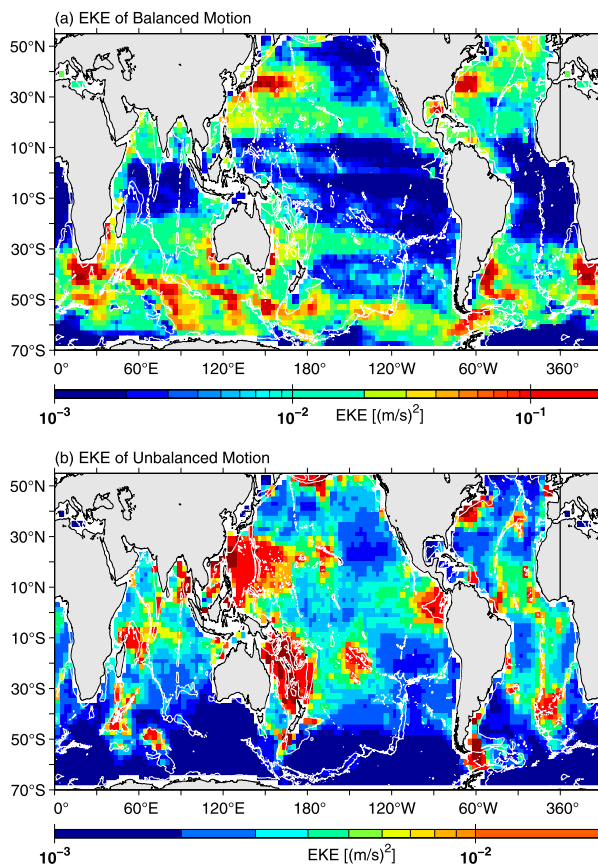 (a) EKE of Balanced Motion
50°N
30°N
10°N
10°S
30°S
50°S
70°S
0° 60°E 120°E 180° 120°W 60°W 360°
10⁻³ 10⁻² 10⁻¹
EKE [(m/s)²]
(b) EKE of Unbalanced Motion
50°N
30°N
10°N
10°S
30°S
50°S
70°S
0° 60°E 120°E 180° 120°W 60°W 360°
10⁻³ 10⁻²
EKE [(m/s)²]